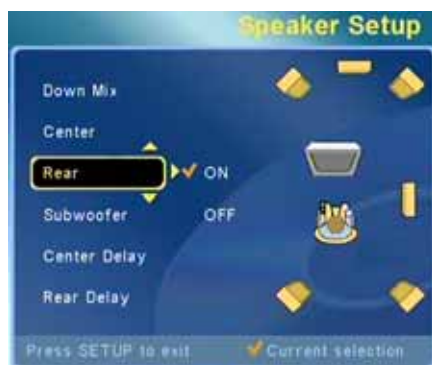 Speaker Setup
Down Mix
Center
Rear ON
Subwoofer OFF
Center Delay
Rear Delay
Press SETUP to exit Current selection